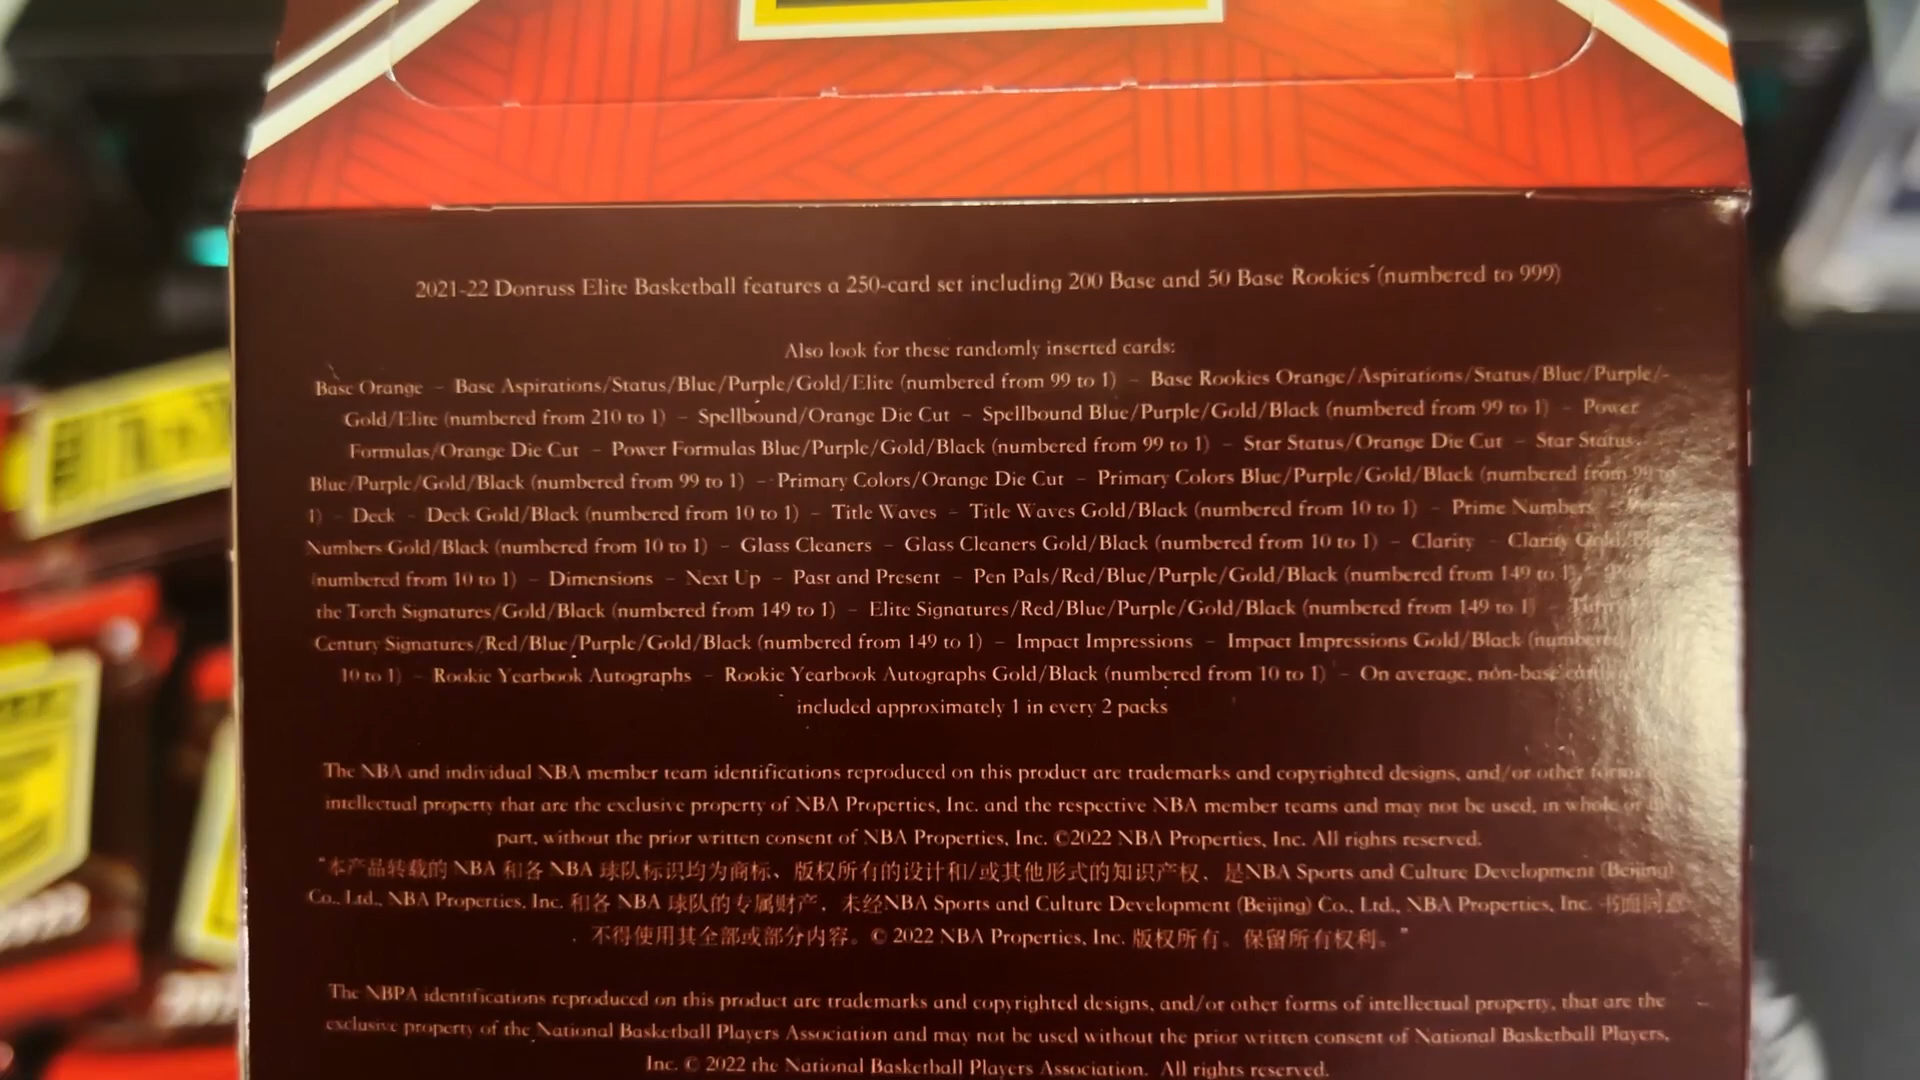 2021-22 Donruss Elite Basketball features a 250-card set including 200 Base and 50 Base Rookies (numbered to 999)
Also look for these randomly inserted cards:
Base Orange - Base Aspirations/Status/Blue/Purple/Gold/Elite (numbered from 99 to 1) - Base Rookies Orange/Aspirations/Status/Blue/Purple/-
Gold/Elite (numbered from 210 to 1) - Spellbound/Orange Die Cut - Spellbound Blue/Purple/Gold/Black (numbered from 99 to 1) - Power
Formulas/Orange Die Cut - Power Formulas Blue/Purple/Gold/Black (numbered from 99 to 1) - Star Status/Orange Die Cut - Star Status
Blue/Purple/Gold/Black (numbered from 99 to 1) - Primary Colors/Orange Die Cut - Primary Colors Blue/Purple/Gold/Black (numbered from 99 to
1) - Deck - Deck Gold/Black (numbered from 10 to 1) - Title Waves - Title Waves Gold/Black (numbered from 10 to 1) - Prime Numbers
Numbers Gold/Black (numbered from 10 to 1) - Glass Cleaners - Glass Cleaners Gold/Black (numbered from 10 to 1) - Clarity - Clarity Gold/
(numbered from 10 to 1) - Dimensions - Next Up - Past and Present - Pen Pals/Red/Blue/Purple/Gold/Black (numbered from 149 to 1)
the Torch Signatures/Gold/Black (numbered from 149 to 1) - Elite Signatures/Red/Blue/Purple/Gold/Black (numbered from 149 to 1) -
Century Signatures/Red/Blue/Purple/Gold/Black (numbered from 149 to 1) - Impact Impressions - Impact Impressions Gold/Black (numbered
10 to 1) - Rookie Yearbook Autographs - Rookie Yearbook Autographs Gold/Black (numbered from 10 to 1) - On average, non-base cards
included approximately 1 in every 2 packs
The NBA and individual NBA member team identifications reproduced on this product are trademarks and copyrighted designs, and/or other forms
intellectual property that are the exclusive property of NBA Properties, Inc. and the respective NBA member teams and may not be used, in whole or in
part, without the prior written consent of NBA Properties, Inc. ©2022 NBA Properties, Inc. All rights reserved.
"本产品转载的 NBA 和各 NBA 球队标识均为商标、版权所有的设计和/或其他形式的知识产权，是NBA Sports and Culture Development (Beijing)
Co., Ltd., NBA Properties, Inc. 和各 NBA 球队的专属财产，未经NBA Sports and Culture Development (Beijing) Co., Ltd., NBA Properties, Inc. 书面同意
，不得使用其全部或部分内容。© 2022 NBA Properties, Inc. 版权所有。保留所有权利。"
The NBPA identifications reproduced on this product are trademarks and copyrighted designs, and/or other forms of intellectual property, that are the
exclusive property of the National Basketball Players Association and may not be used without the prior written consent of National Basketball Players,
Inc. © 2022 the National Basketball Players Association. All rights reserved.